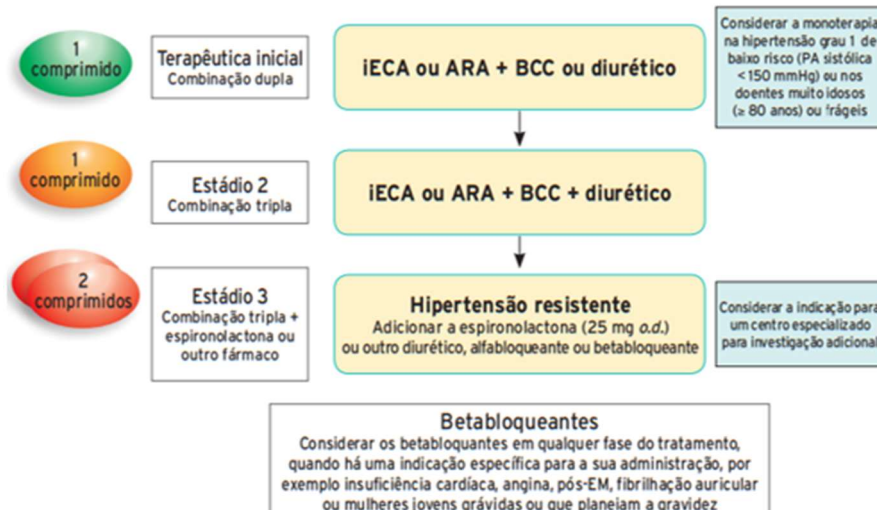 1
comprimido
Terapêutica inicial
Combinação dupla
iECA ou ARA + BCC ou diurético
Considerar a monoterapia
na hipertensão grau 1 de
baixo risco (PA sistólica
<150 mmHg) ou nos
doentes muito idosos
(≥ 80 anos) ou frágeis
1
comprimido
Estádio 2
Combinação tripla
iECA ou ARA + BCC + diurético
2
comprimidos
Estádio 3
Combinação tripla +
espironolactona ou
outro fármaco
Hipertensão resistente
Adicionar a espironolactona (25 mg o.d.)
ou outro diurético, alfabloqueante ou betabloqueante
Considerar a indicação para
um centro especializado
para investigação adicional
Betabloqueantes
Considerar os betabloquantes em qualquer fase do tratamento,
quando há uma indicação específica para a sua administração, por
exemplo insuficiência cardíaca, angina, pós-EM, fibrilhação auricular
ou mulheres jovens grávidas ou que planeiam a gravidez